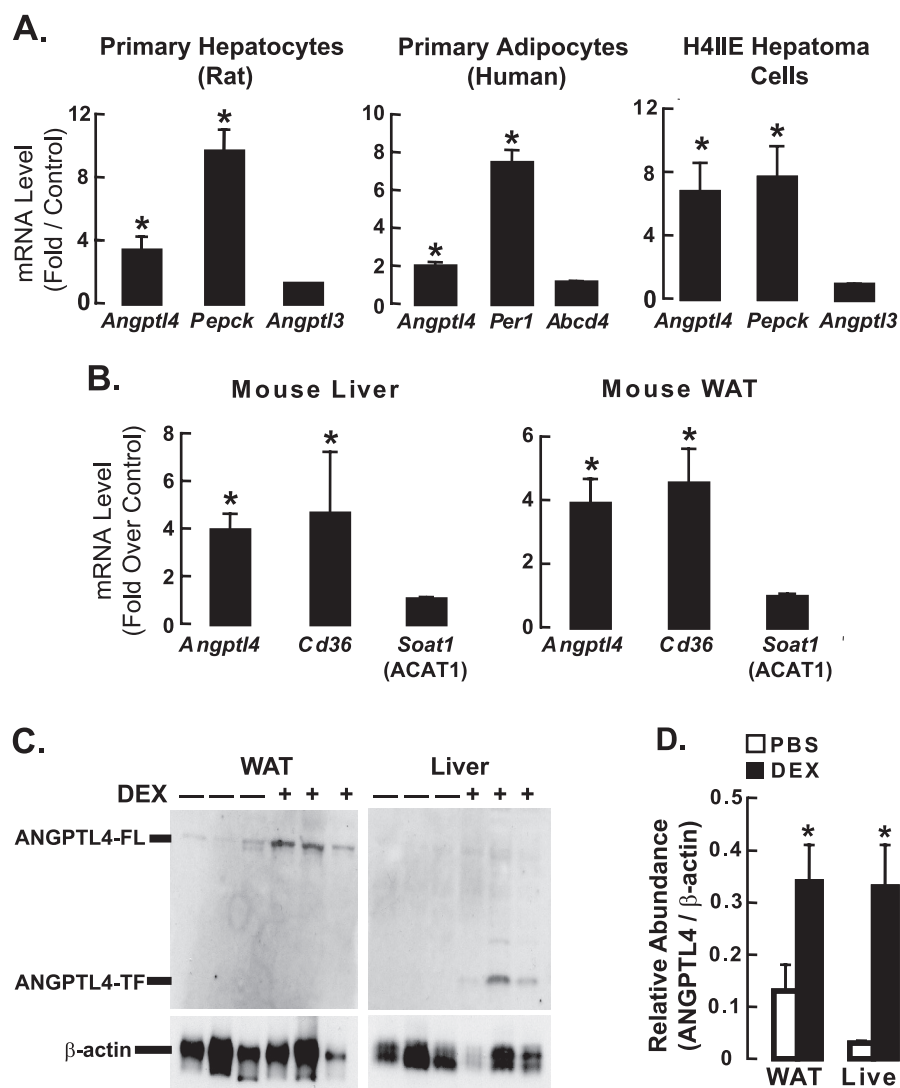 A.
Primary Hepatocytes
(Rat)
Primary Adipocytes
(Human)
H4IIE Hepatoma
Cells
mRNA Level
(Fold / Control)
12
8
4
0
*
*
Angptl4 Pepck Angptl3
10
8
6
4
2
0
*
*
Angptl4 Per1 Abcd4
12
8
4
0
*
*
Angptl4 Pepck Angptl3
B.
Mouse Liver
Mouse WAT
mRNA Level
(Fold Over Control)
8
6
4
2
0
*
*
Angptl4 Cd36 Soat1
(ACAT1)
6
4
2
0
*
*
Angptl4 Cd36 Soat1
(ACAT1)
C.
WAT
Liver
DEX — — — + + + — — — + + +
ANGPTL4-FL
ANGPTL4-TF
β-actin
D.
PBS
DEX
Relative Abundance
(ANGPTL4 / β-actin)
0.5
0.4
0.3
0.2
0.1
0
*
*
WAT Live